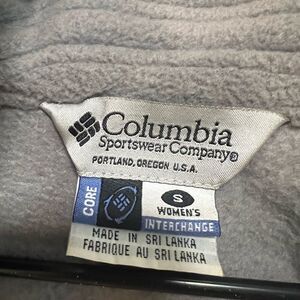 Columbia
Sportswear Company®
PORTLAND, OREGON U.S.A.
CORE
S
WOMEN'S
INTERCHANGE
MADE IN SRI LANKA
FABRIQUE AU SRI LANKA